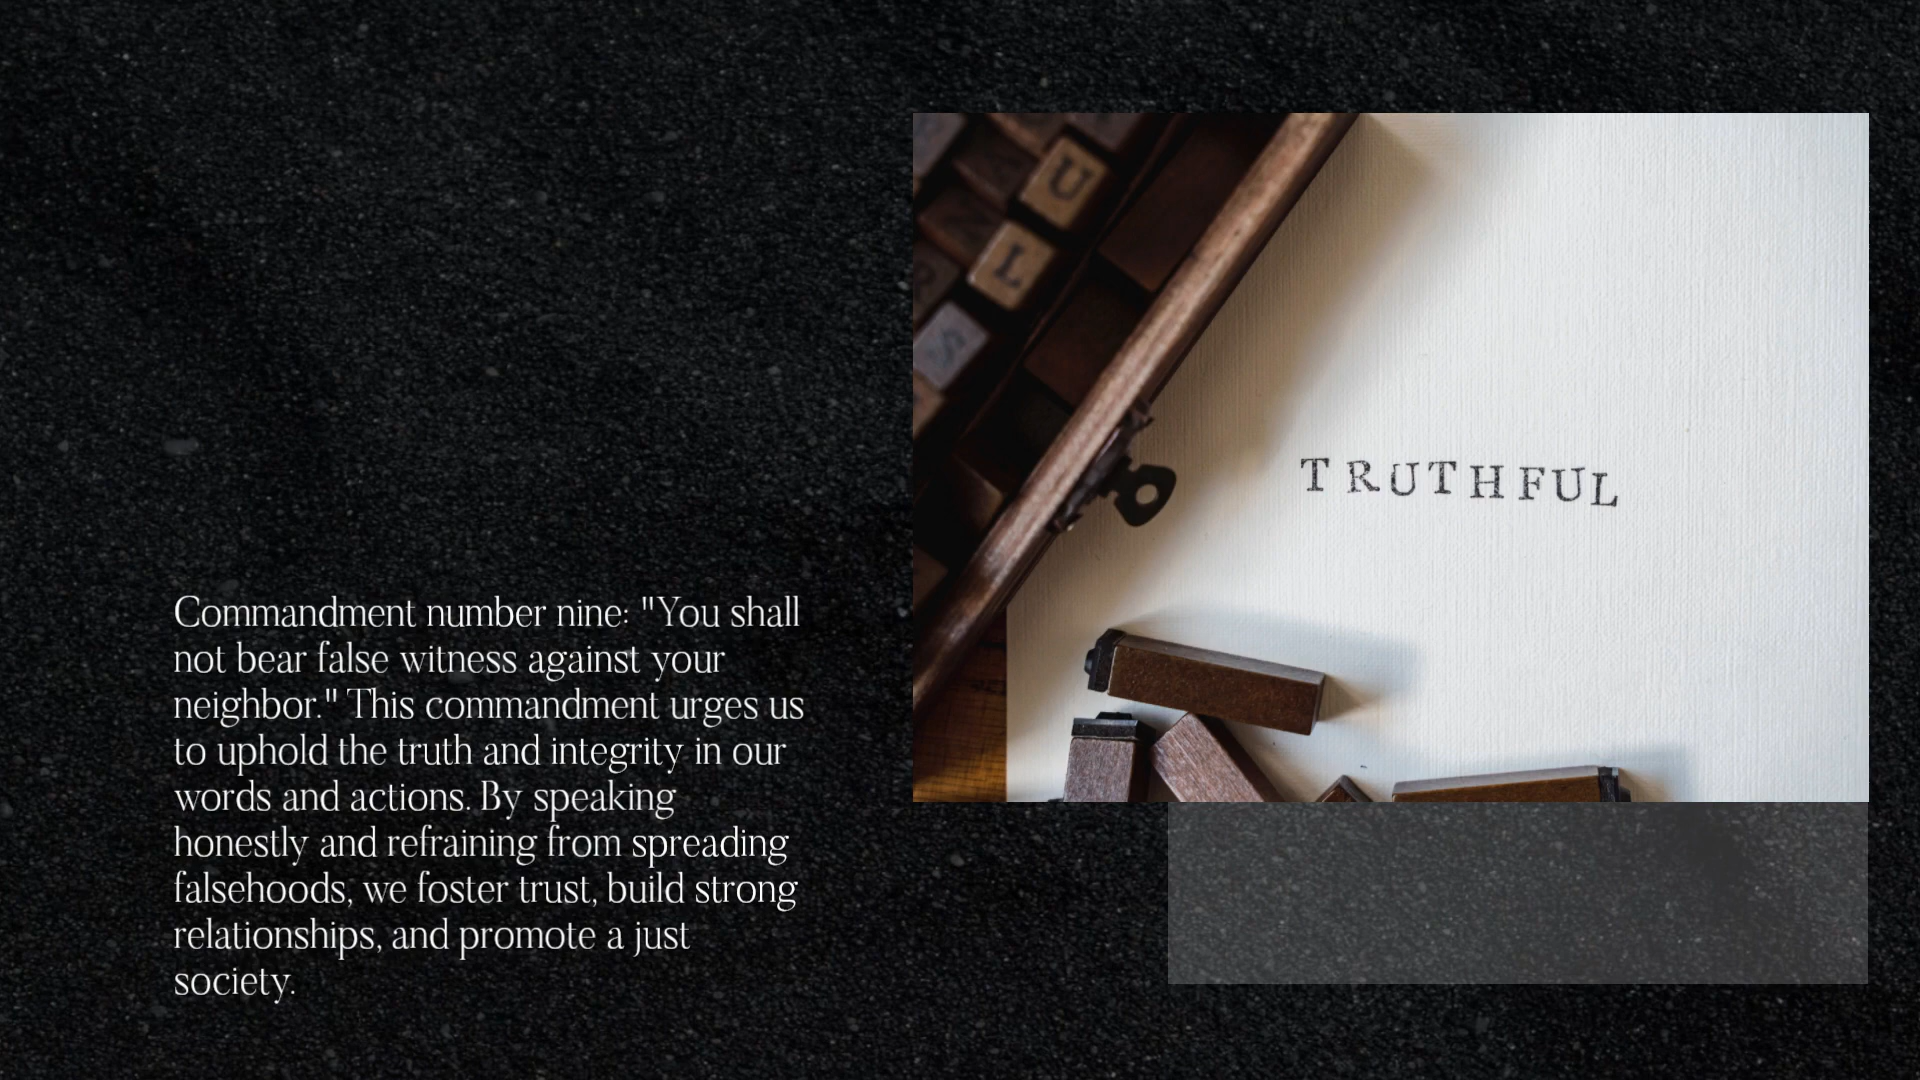 Commandment number nine: "You shall
not bear false witness against your
neighbor." This commandment urges us
to uphold the truth and integrity in our
words and actions. By speaking
honestly and refraining from spreading
falsehoods, we foster trust, build strong
relationships, and promote a just
society.
U
L
S
TRUTHFUL